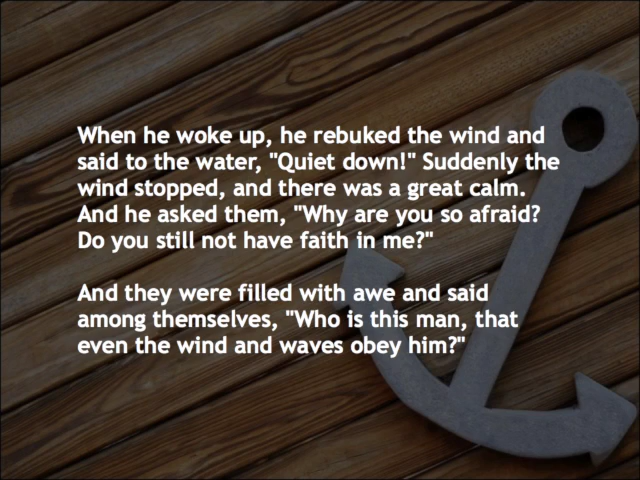 When he woke up, he rebuked the wind and
said to the water, "Quiet down!" Suddenly the
wind stopped, and there was a great calm.
And he asked them, "Why are you so afraid?
Do you still not have faith in me?"
And they were filled with awe and said
among themselves, "Who is this man, that
even the wind and waves obey him?"